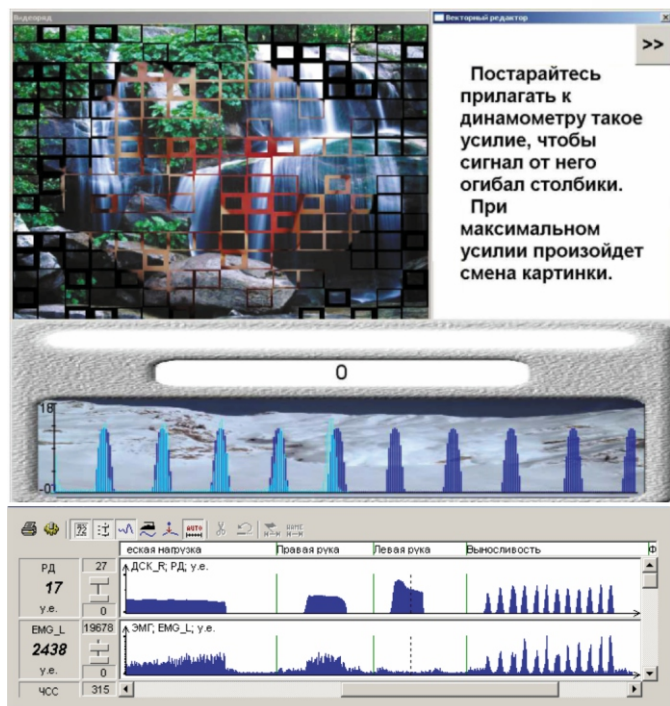 Видеоряд
Векторный редактор
>>
Постарайтесь
прилагать к
динамометру такое
усилие, чтобы
сигнал от него
огибал столбики.
При
максимальном
усилии произойдет
смена картинки.
0
18
-01
AUTO
еская нагрузка
Правая рука
Левая рука
Выносливость
Ф
РД
27
17
у.е.
0
ДСК_R; РД; у.е.
EMG_L
19678
2438
у.е.
0
ЭМГ; EMG_L; у.е.
ЧСС
315